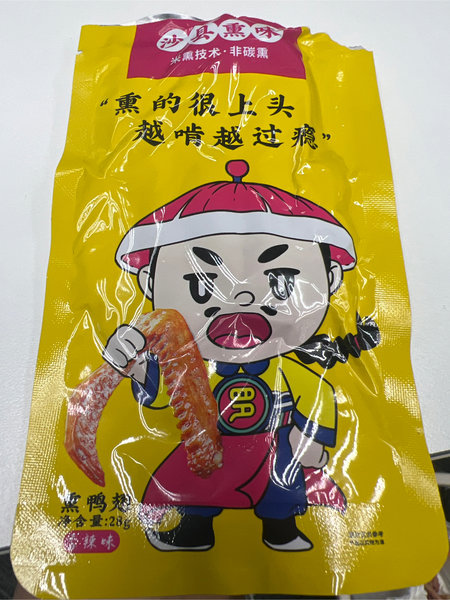 沙县熏味
米熏技术·非碳熏
“熏的很上头
越啃越过瘾”
熏鸭翅
净含量:28g
香辣味